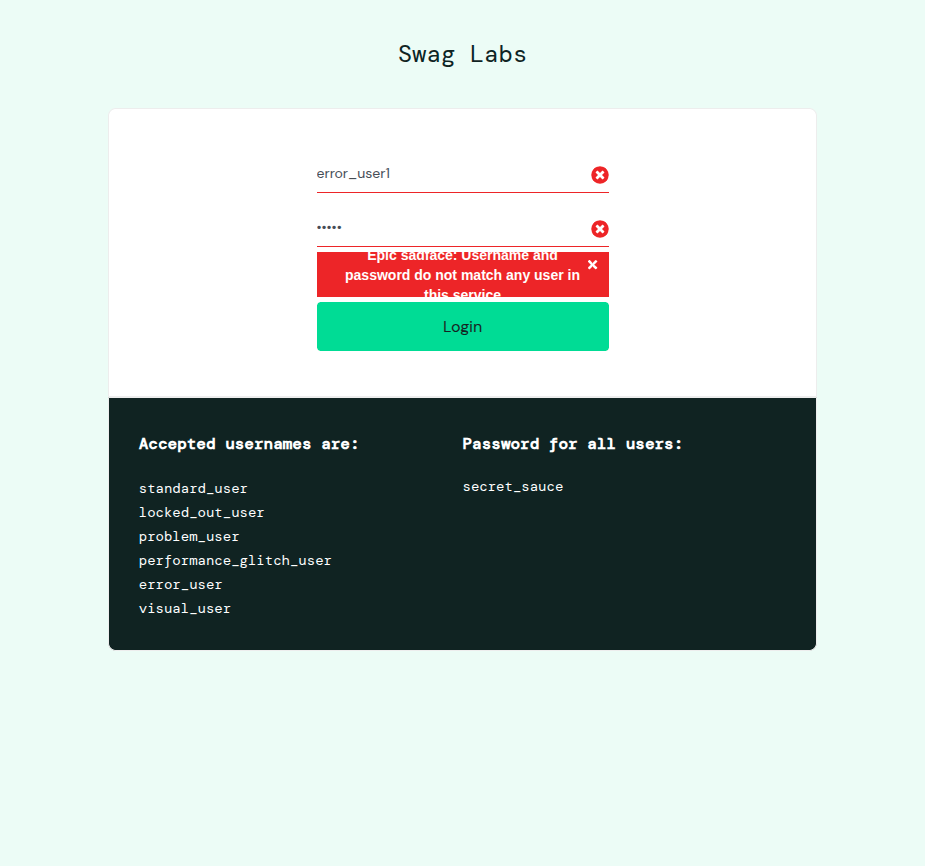 Swag Labs
error_user1
•••••
Epic sadface: Username and
password do not match any user in
this service
Login
Accepted usernames are:
standard_user
locked_out_user
problem_user
performance_glitch_user
error_user
visual_user
Password for all users:
secret_sauce